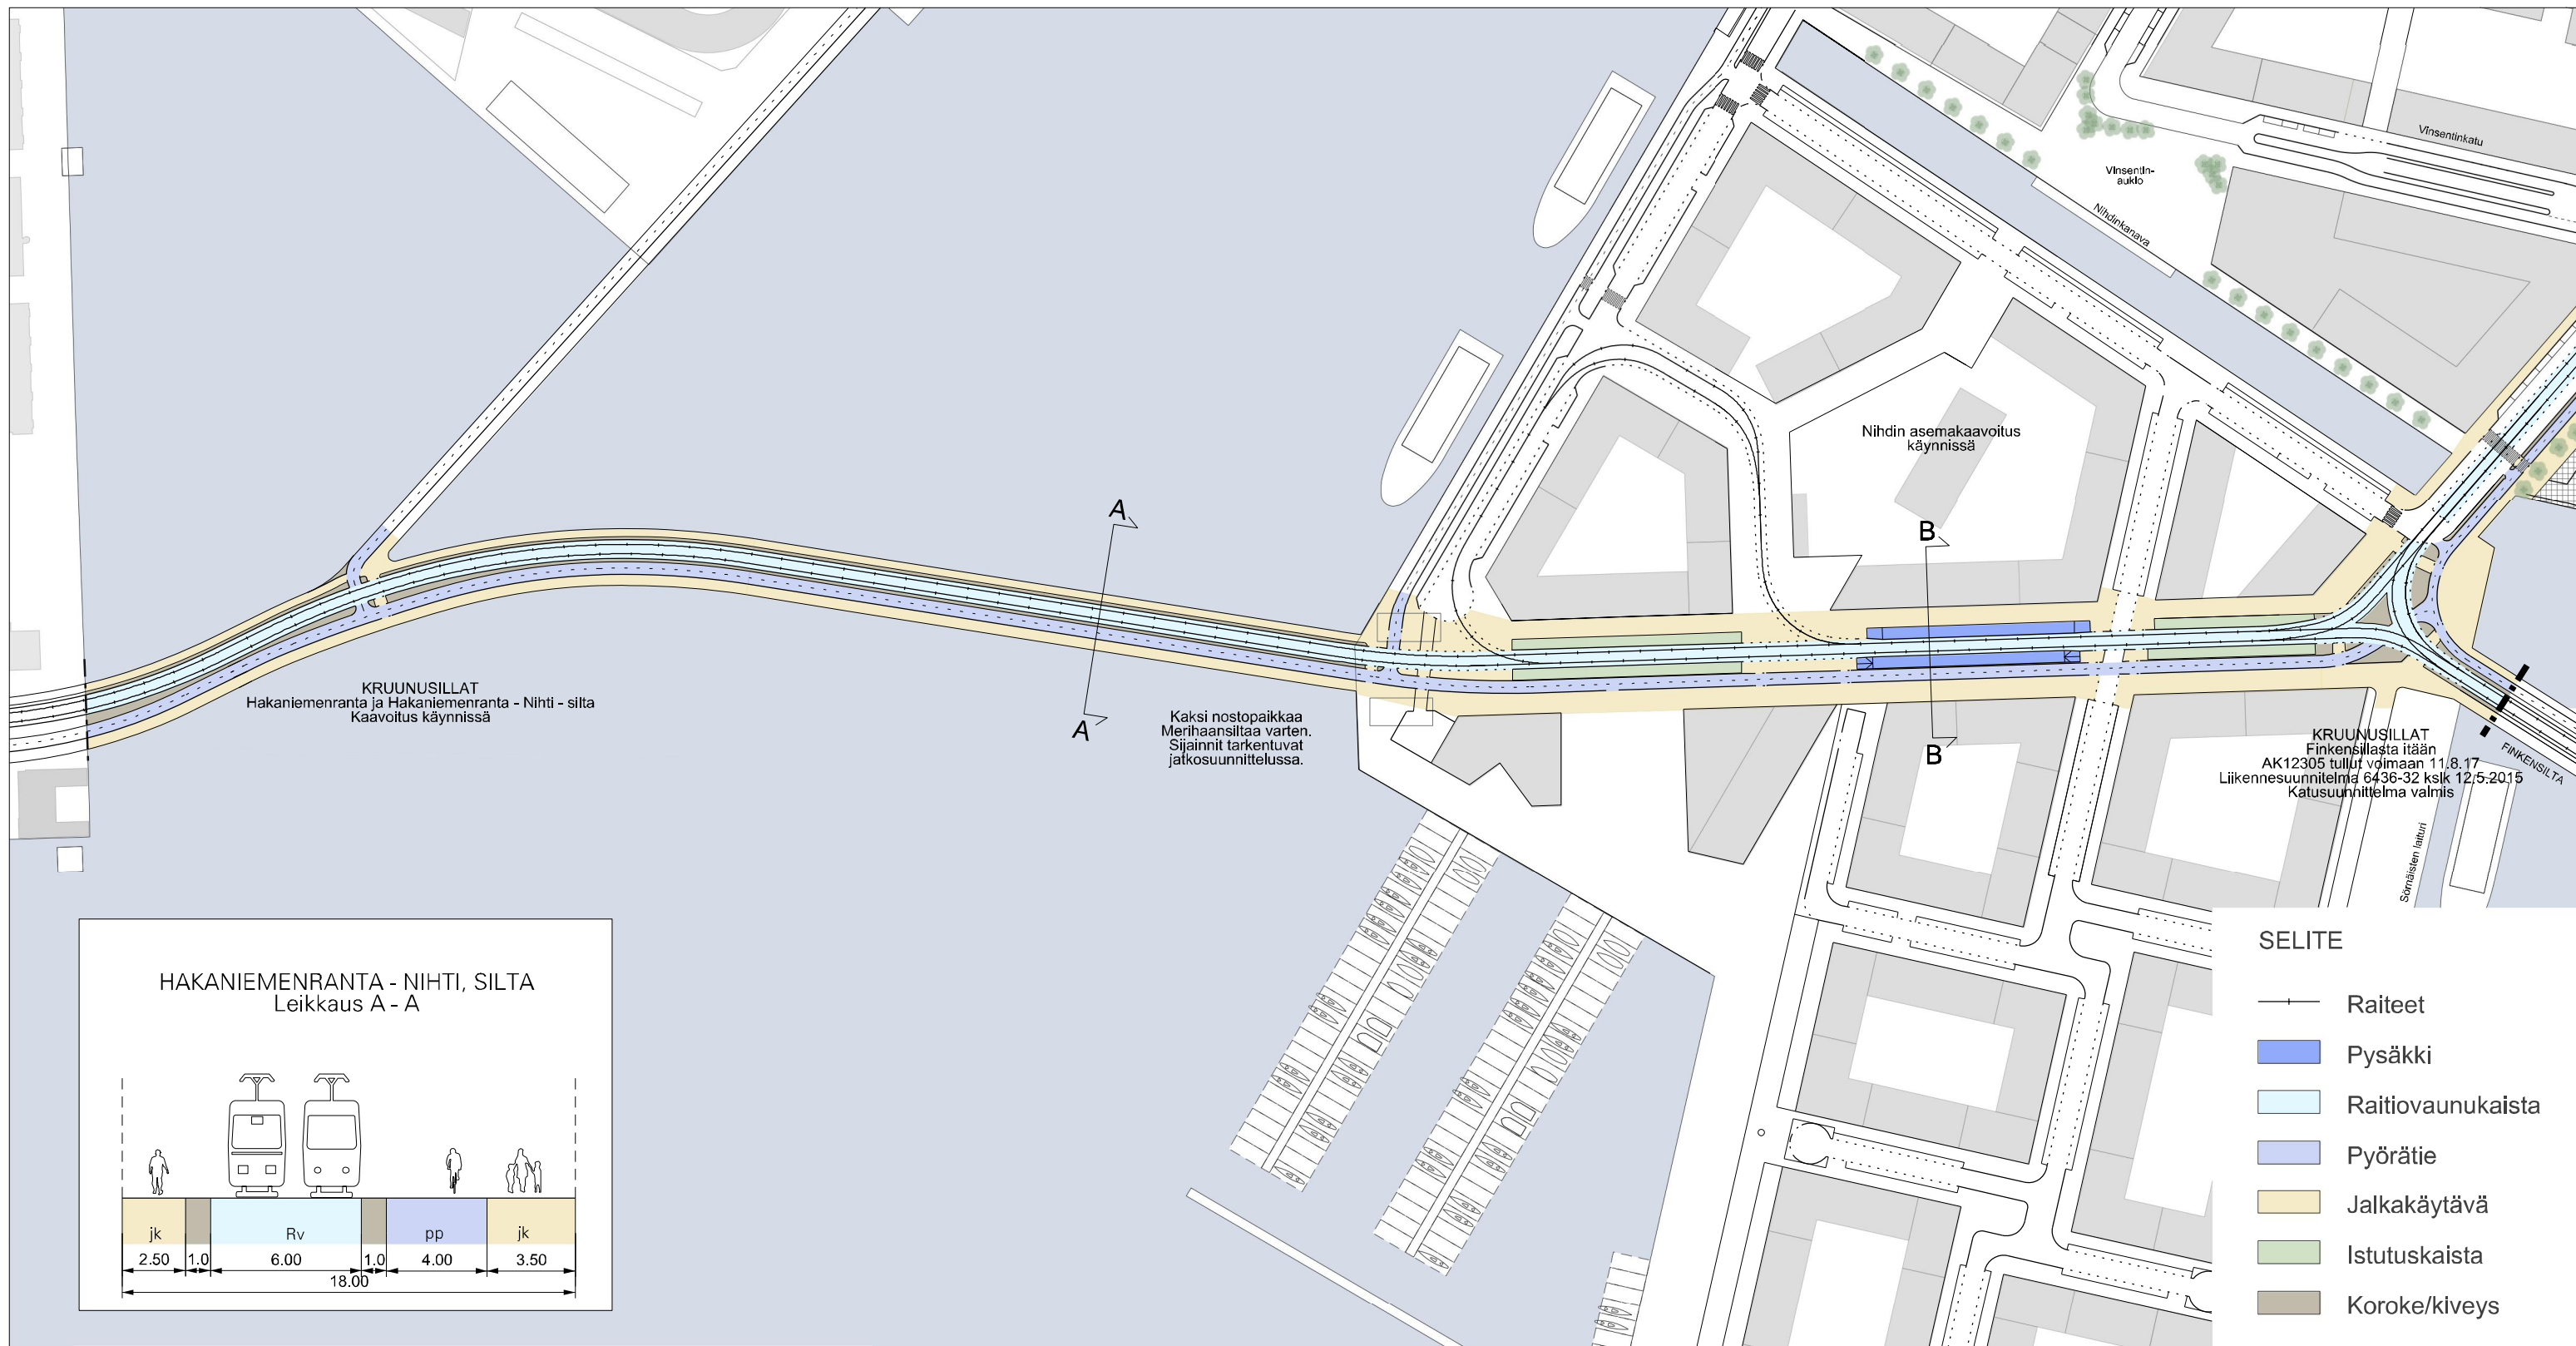 Vinsentinkatu
Vinsentin-
aukio
Nihdinkanava
Nihdin asemakaavoitus
käynnissä
A
A
B
B
KRUUNUSILLAT
Hakaniemenranta ja Hakaniemenranta - Nihti - silta
Kaavoitus käynnissä
Kaksi nostopaikkaa
Merihaansiltaa varten.
Sijainnit tarkentuvat
jatkosuunnittelussa.
KRUUNUSILLAT
Finkensillasta itään
AK12305 tullut voimaan 11.8.17
Liikennesuunnitelma 6436-32 kslk 12.5.2015
Katusuunnittelma valmis
FINKENSILTA
Sörnäisten laituri
HAKANIEMENRANTA - NIHTI, SILTA
Leikkaus A - A
jk Rv pp jk
2.50 1.0 6.00 1.0 4.00 3.50
18.00
SELITE
Raiteet
Pysäkki
Raitiovaunukaista
Pyörätie
Jalkakäytävä
Istutuskaista
Koroke/kiveys